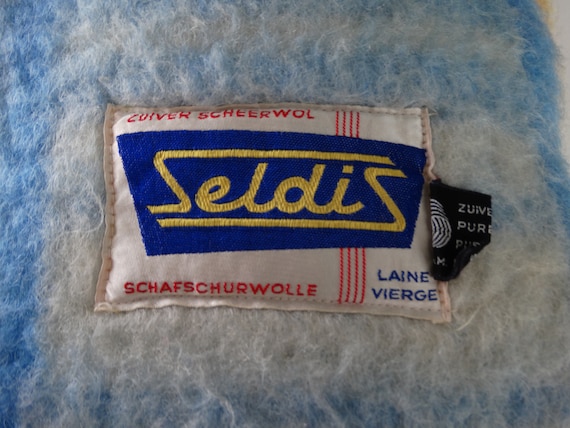 ZUIVER SCHEERWOL
Seldis
SCHAFSCHURWOLLE
LAINE
VIERGE
ZUIVE
PURE